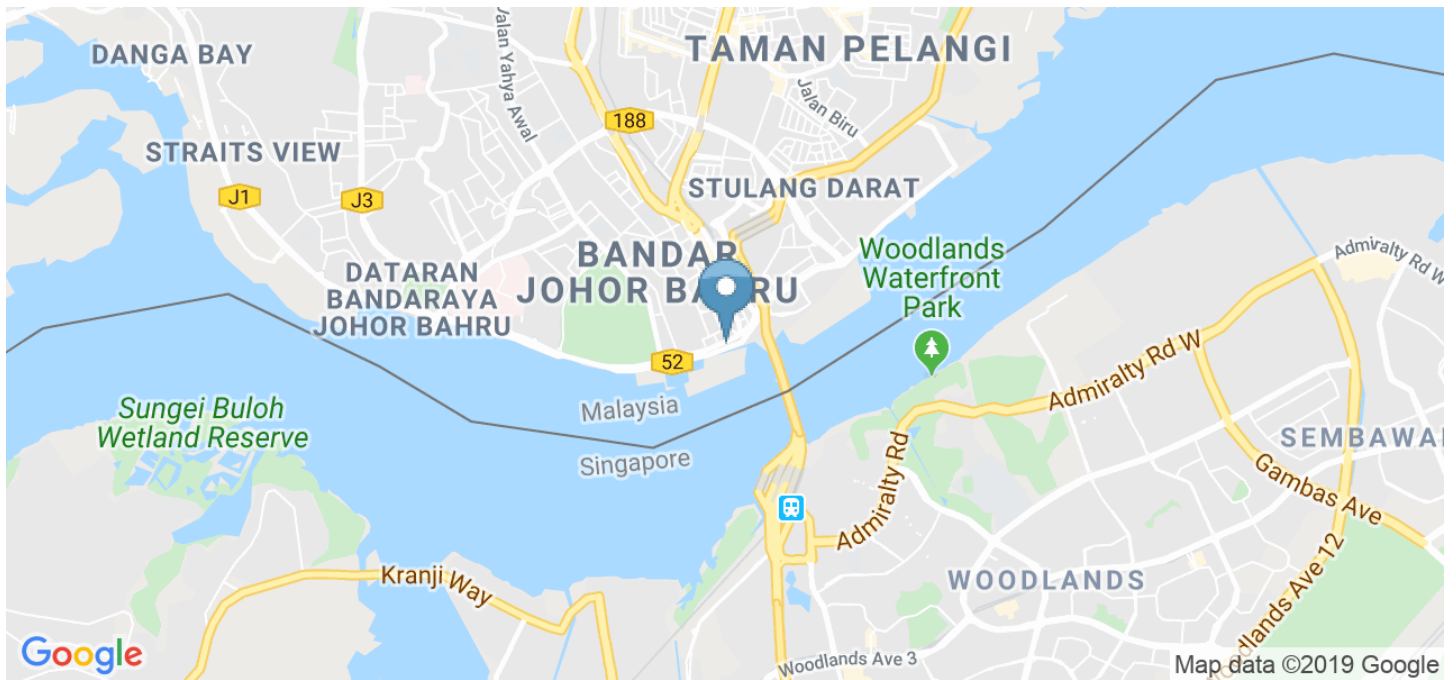 DANGA BAY
Jalan Yahya Awal
TAMAN PELANGI
Jalan Biru
188
STRAITS VIEW
J1
J3
STULANG DARAT
BANDAR
JOHOR BAHRU
DATARAN
BANDARAYA
JOHOR BAHRU
Woodlands
Waterfront
Park
Admiralty Rd W
52
Admiralty Rd W
Malaysia
Singapore
Sungei Buloh
Wetland Reserve
SEMBAWA
Gambas Ave
Admiralty Rd
Kranji Way
WOODLANDS
Woodlands Ave 12
Woodlands Ave 3
Google
Map data ©2019 Google